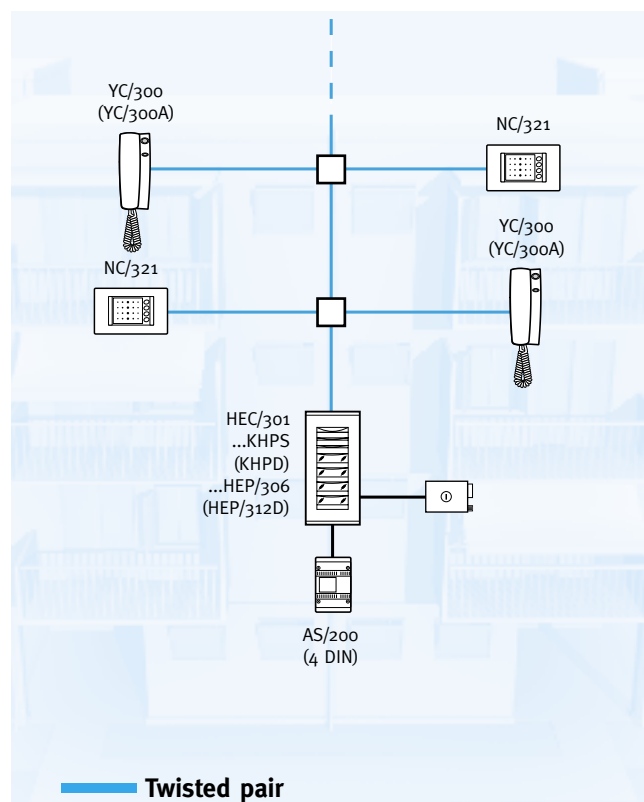 YC/300
(YC/300A)
NC/321
YC/300
(YC/300A)
NC/321
HEC/301
...KHPS
(KHPD)
...HEP/306
(HEP/312D)
AS/200
(4 DIN)
Twisted pair